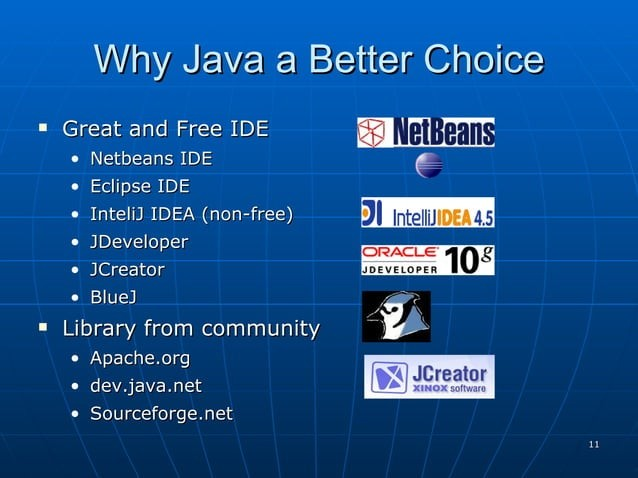 Why Java a Better Choice
Great and Free IDE
Netbeans IDE
Eclipse IDE
InteliJ IDEA (non-free)
JDeveloper
JCreator
BlueJ
Library from community
Apache.org
dev.java.net
Sourceforge.net
NetBeans
IntelliJ IDEA 4.5
ORACLE
JDEVELOPER 10g
JCreator
XINOX software
11